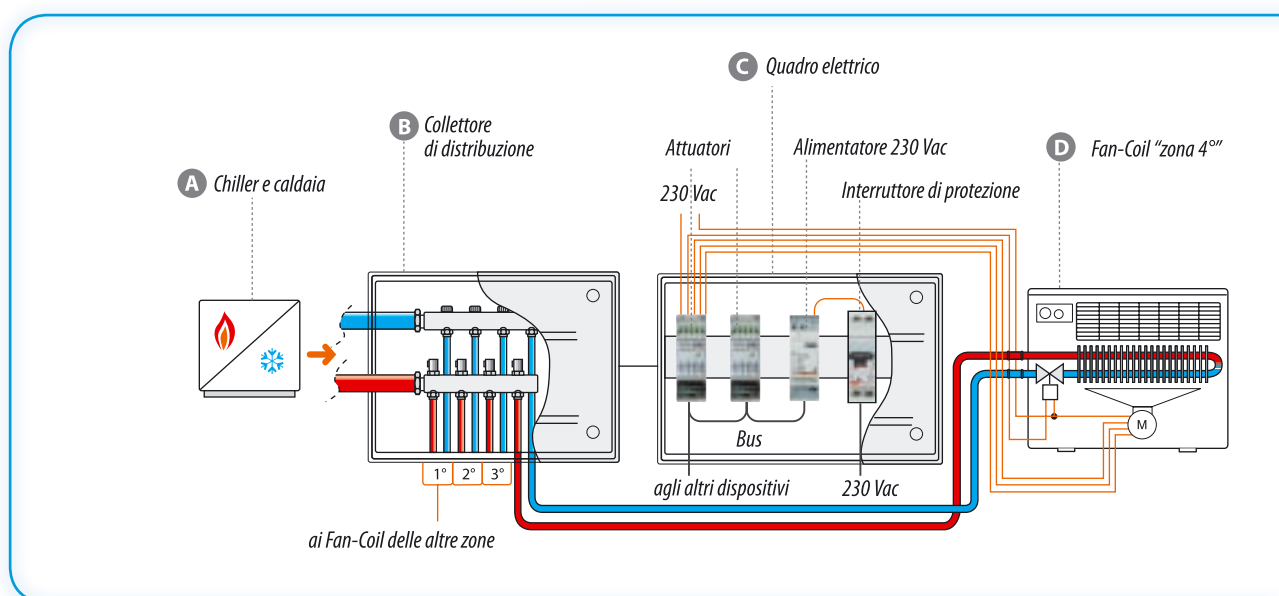 C Quadro elettrico
B Collettore
di distribuzione
Attuatori
Alimentatore 230 Vac
D Fan-Coil “zona 4°”
A Chiller e caldaia
230 Vac
Interruttore di protezione
M
Bus
1° 2° 3°
agli altri dispositivi
230 Vac
ai Fan-Coil delle altre zone